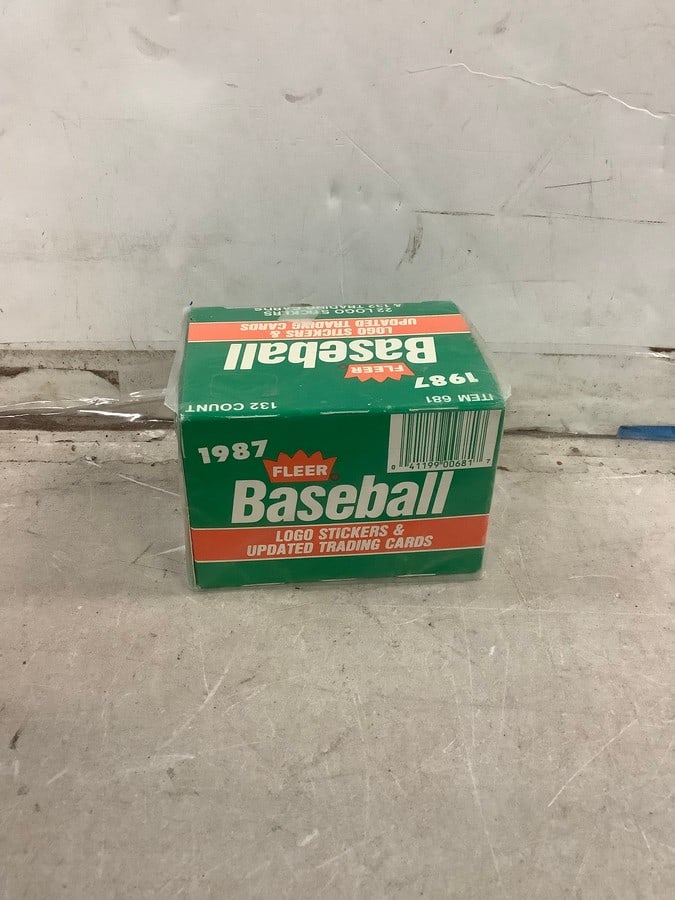 22 LOGO STICKERS
& 132 TRADING CARDS
LOGO STICKERS &
UPDATED TRADING CARDS
Baseball
FLEER
1987
132 COUNT
ITEM 681
1987
FLEER
Baseball
LOGO STICKERS &
UPDATED TRADING CARDS
0 41199 00681 7